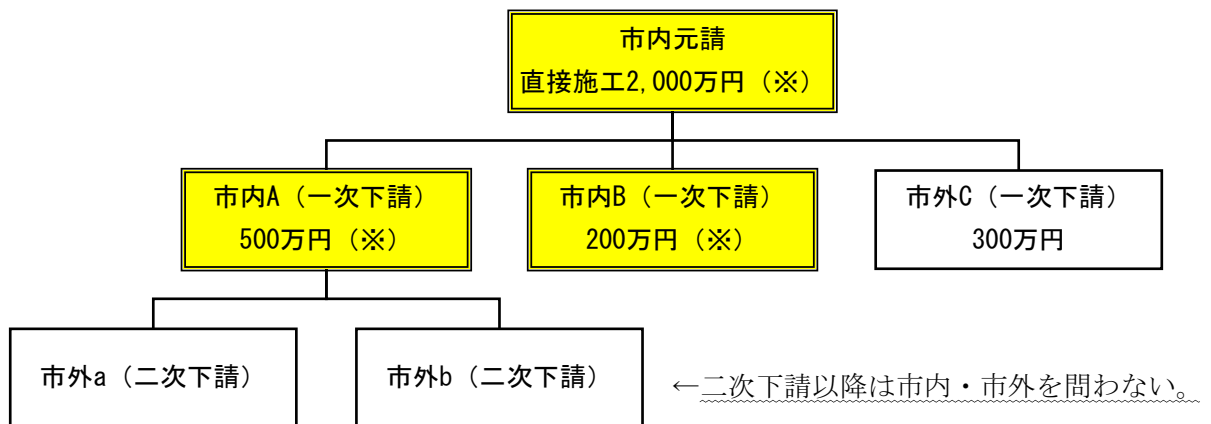 市内元請
直接施工2,000万円（※）
市内A（一次下請）
500万円（※）
市内B（一次下請）
200万円（※）
市外C（一次下請）
300万円
市外a（二次下請）
市外b（二次下請）
←二次下請以降は市内・市外を問わない。